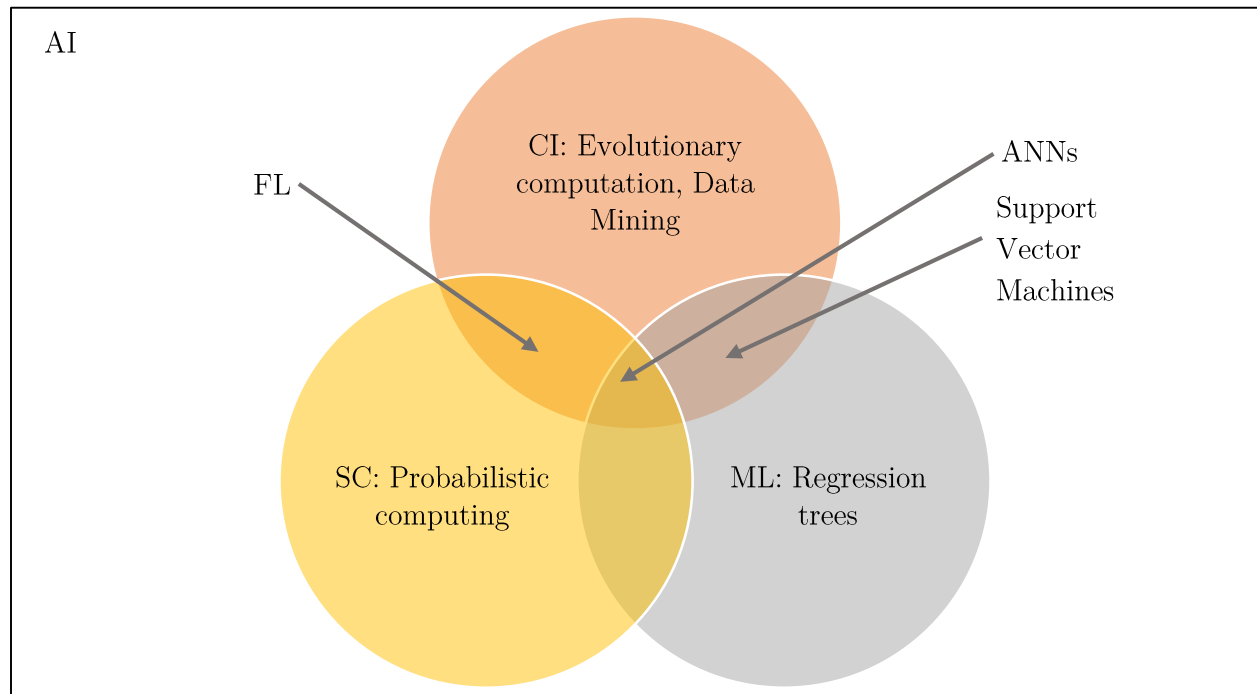 AI
CI: Evolutionary
computation, Data
Mining
ANNs
FL
Support
Vector
Machines
SC: Probabilistic
computing
ML: Regression
trees